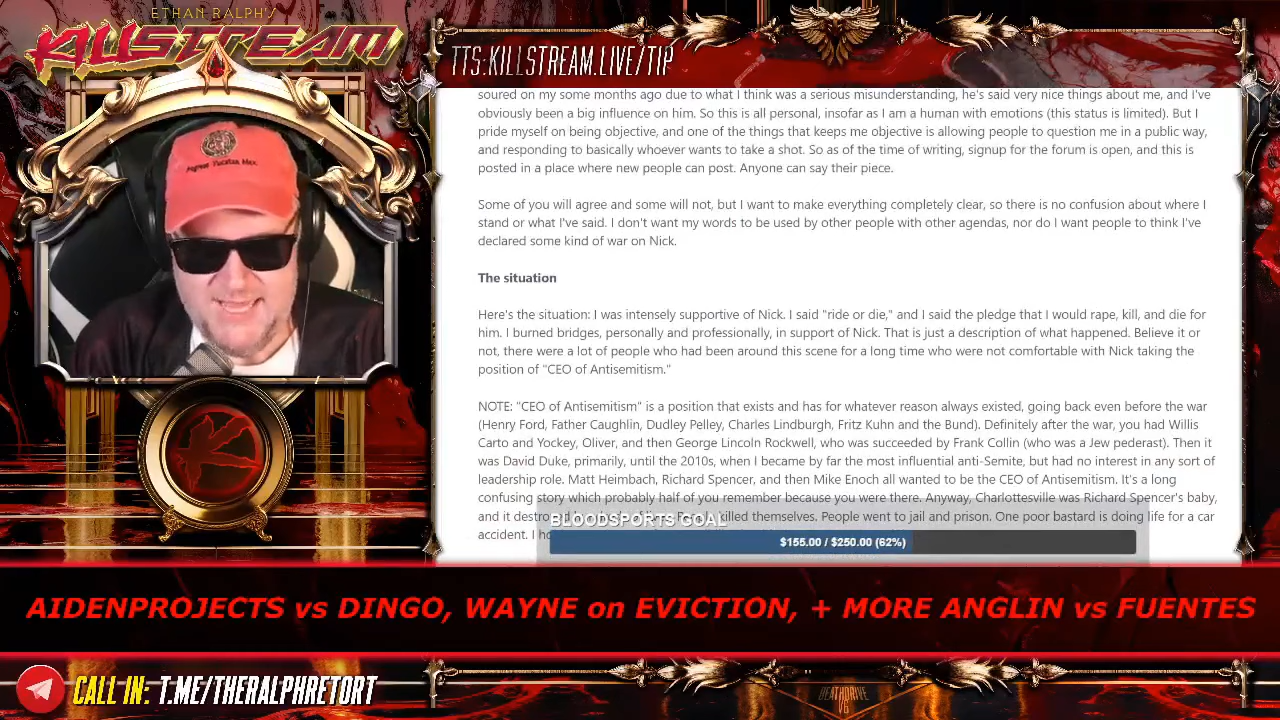 ETHAN RALPH'S
KILLSTREAM
TTS:KILLSTREAM.LIVE/TIP
soured on my some months ago due to what I think was a serious misunderstanding, he's said very nice things about me, and I've
obviously been a big influence on him. So this is all personal, insofar as I am a human with emotions (this status is limited). But I
pride myself on being objective, and one of the things that keeps me objective is allowing people to question me in a public way,
and responding to basically whoever wants to take a shot. So as of the time of writing, signup for the forum is open, and this is
posted in a place where new people can post. Anyone can say their piece.
Some of you will agree and some will not, but I want to make everything completely clear, so there is no confusion about where I
stand or what I've said. I don't want my words to be used by other people with other agendas, nor do I want people to think I've
declared some kind of war on Nick.
The situation
Here's the situation: I was intensely supportive of Nick. I said "ride or die," and I said the pledge that I would rape, kill, and die for
him. I burned bridges, personally and professionally, in support of Nick. That is just a description of what happened. Believe it or
not, there were a lot of people who had been around this scene for a long time who were not comfortable with Nick taking the
position of "CEO of Antisemitism."
NOTE: "CEO of Antisemitism" is a position that exists and has for whatever reason always existed, going back even before the war
(Henry Ford, Father Caughlin, Dudley Pelley, Charles Lindburgh, Fritz Kuhn and the Bund). Definitely after the war, you had Willis
Carto and Yockey, Oliver, and then George Lincoln Rockwell, who was succeeded by Frank Collin (who was a Jew pederast). Then it
was David Duke, primarily, until the 2010s, when I became by far the most influential anti-Semite, but had no interest in any sort of
leadership role. Matt Heimbach, Richard Spencer, and then Mike Enoch all wanted to be the CEO of Antisemitism. It's a long
confusing story which probably half of you remember because you were there. Anyway, Charlottesville was Richard Spencer's baby,
and it killed themselves. People went to jail and prison. One poor bastard is doing life for a car
accident. I
BLOODSPORTS GOAL
$155.00 / $250.00 (62%)
AIDENPROJECTS vs DINGO, WAYNE on EVICTION, + MORE ANGLIN vs FUENTES
CALL IN: T.ME/THERALPHRETORT